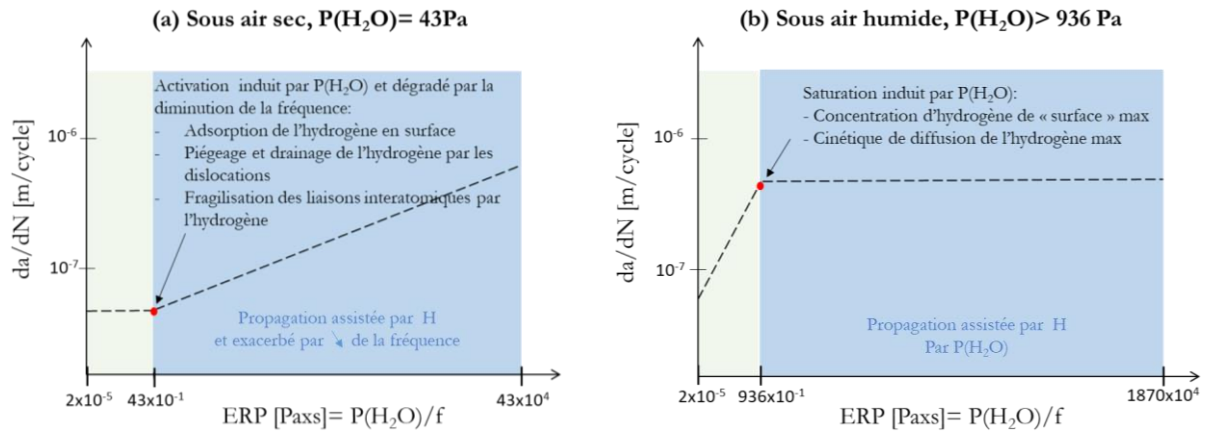 (a) Sous air sec, P(H₂O)= 43Pa
da/dN [m/cycle]
10⁻⁶
10⁻⁷
Activation induit par P(H₂O) et dégradé par la
diminution de la fréquence:
- Adsorption de l'hydrogène en surface
- Piégeage et drainage de l'hydrogène par les
dislocations
- Fragilisation des liaisons interatomiques par
l'hydrogène
Propagation assistée par H
et exacerbé par ↘ de la fréquence
2x10⁻⁵ 43x10⁻¹ 43x10⁴
ERP [Paxs]= P(H₂O)/f
(b) Sous air humide, P(H₂O)> 936 Pa
da/dN [m/cycle]
10⁻⁶
10⁻⁷
Saturation induit par P(H₂O):
- Concentration d'hydrogène de « surface » max
- Cinétique de diffusion de l'hydrogène max
Propagation assistée par H
Par P(H₂O)
2x10⁻⁵ 936x10⁻¹ 1870x10⁴
ERP [Paxs]= P(H₂O)/f